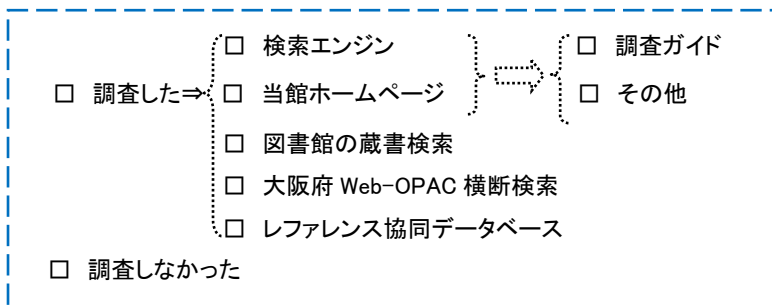 □ 検索エンジン □ 調査ガイド
□ 調査した⇒ □ 当館ホームページ □ その他
□ 図書館の蔵書検索
□ 大阪府 Web-OPAC 横断検索
□ レファレンス協同データベース
□ 調査しなかった